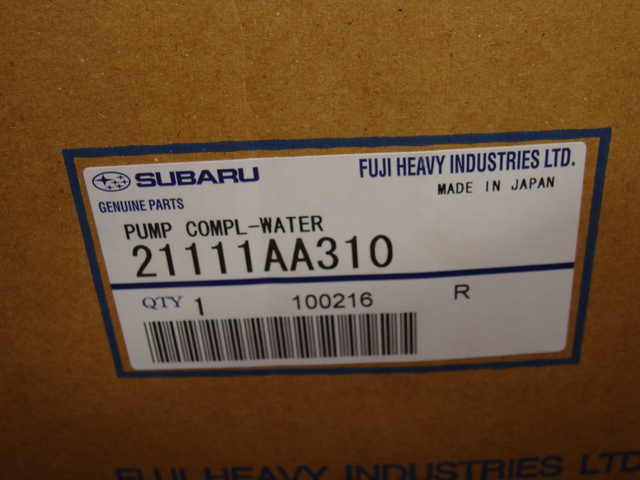 SUBARU
FUJI HEAVY INDUSTRIES LTD.
GENUINE PARTS
MADE IN JAPAN
PUMP COMPL-WATER
21111AA310
QTY 1 100216 R
FUJI HEAVY INDUSTRIES LTD